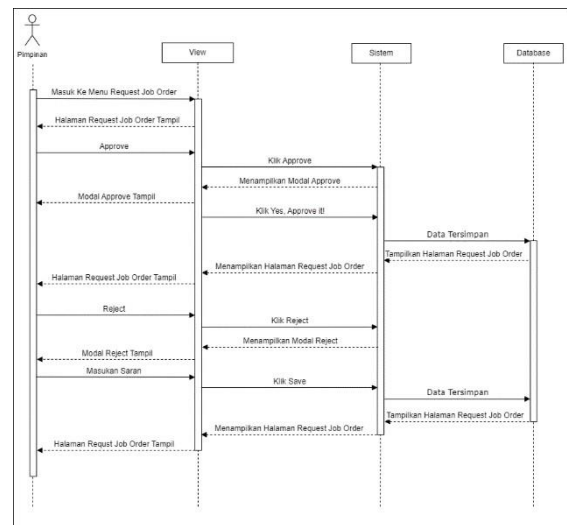 Pimpinan
View
Sistem
Database
Masuk Ke Menu Request Job Order
Halaman Request Job Order Tampil
Approve
Klik Approve
Menampilkan Modal Approve
Modal Approve Tampil
Klik Yes, Approve it!
Data Tersimpan
Tampilkan Halaman Request Job Order
Menampilkan Halaman Request Job Order
Halaman Request Job Order Tampil
Reject
Klik Reject
Menampilkan Modal Reject
Modal Reject Tampil
Masukan Saran
Klik Save
Data Tersimpan
Tampilkan Halaman Request Job Order
Menampilkan Halaman Request Job Order
Halaman Requst Job Order Tampil